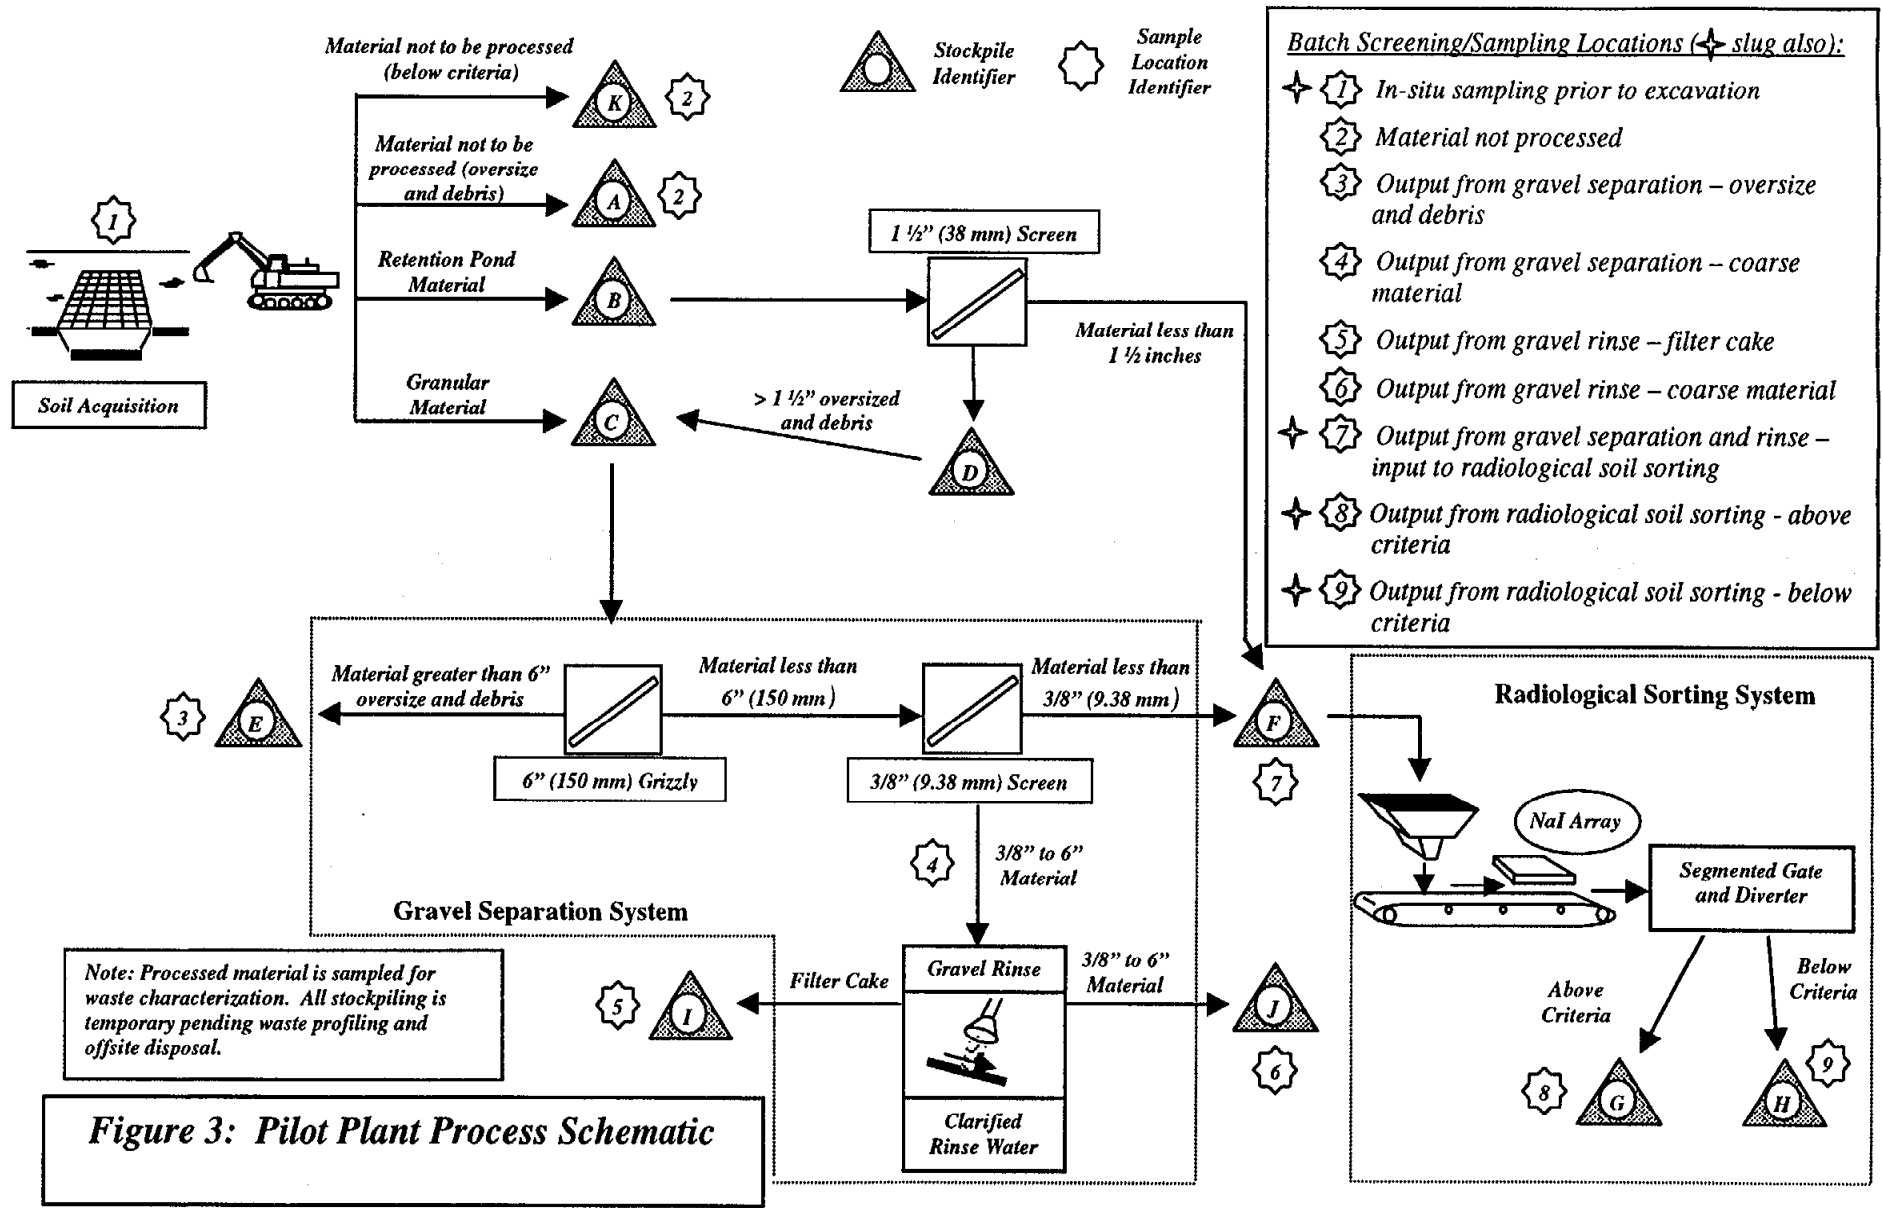 Material not to be processed
(below criteria)
K
2
Material not to be
processed (oversize
and debris)
A
2
Stockpile
Identifier
Sample
Location
Identifier
1
Soil Acquisition
Retention Pond
Material
B
1 ½” (38 mm) Screen
Material less than
1 ½ inches
Granular
Material
C
> 1 ½” oversized
and debris
D
Batch Screening/Sampling Locations ( slug also):
1 In-situ sampling prior to excavation
2 Material not processed
3 Output from gravel separation – oversize
and debris
4 Output from gravel separation – coarse
material
5 Output from gravel rinse – filter cake
6 Output from gravel rinse – coarse material
7 Output from gravel separation and rinse –
input to radiological soil sorting
8 Output from radiological soil sorting - above
criteria
9 Output from radiological soil sorting - below
criteria
3
E
Material greater than 6”
oversize and debris
6” (150 mm) Grizzly
Material less than
6” (150 mm)
3/8” (9.38 mm) Screen
Material less than
3/8” (9.38 mm)
F
7
4
3/8” to 6”
Material
Gravel Separation System
Gravel Rinse
Clarified
Rinse Water
Filter Cake
5
I
3/8” to 6”
Material
J
6
Radiological Sorting System
NaI Array
Segmented Gate
and Diverter
Above
Criteria
Below
Criteria
8
G
9
H
Note: Processed material is sampled for
waste characterization. All stockpiling is
temporary pending waste profiling and
offsite disposal.
Figure 3: Pilot Plant Process Schematic